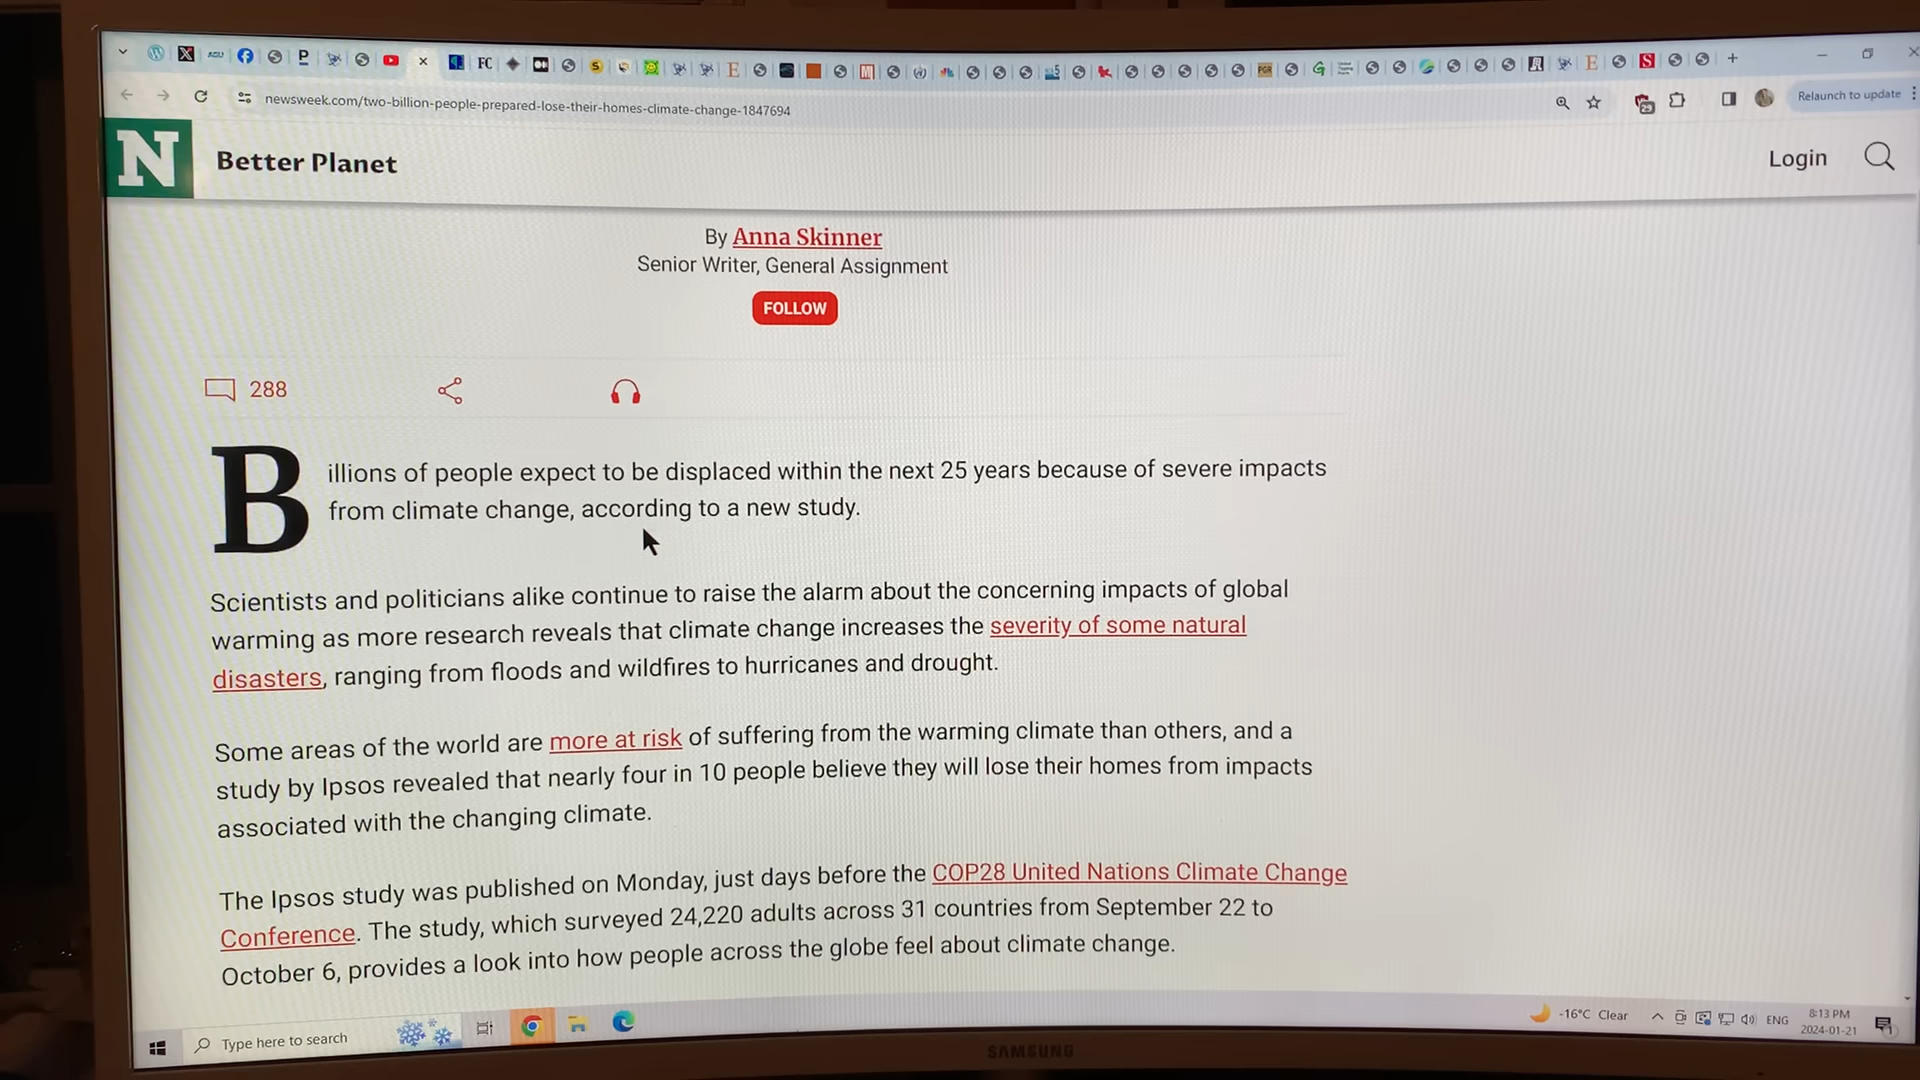 FC
newsweek.com/two-billion-people-prepared-lose-their-homes-climate-change-1847694
Relaunch to update
N Better Planet
Login
By Anna Skinner
Senior Writer, General Assignment
FOLLOW
288
Billions of people expect to be displaced within the next 25 years because of severe impacts
from climate change, according to a new study.
Scientists and politicians alike continue to raise the alarm about the concerning impacts of global
warming as more research reveals that climate change increases the severity of some natural
disasters, ranging from floods and wildfires to hurricanes and drought.
Some areas of the world are more at risk of suffering from the warming climate than others, and a
study by Ipsos revealed that nearly four in 10 people believe they will lose their homes from impacts
associated with the changing climate.
The Ipsos study was published on Monday, just days before the COP28 United Nations Climate Change
Conference. The study, which surveyed 24,220 adults across 31 countries from September 22 to
October 6, provides a look into how people across the globe feel about climate change.
Type here to search
-16°C Clear
ENG
8:13 PM
2024-01-21
SAMSUNG